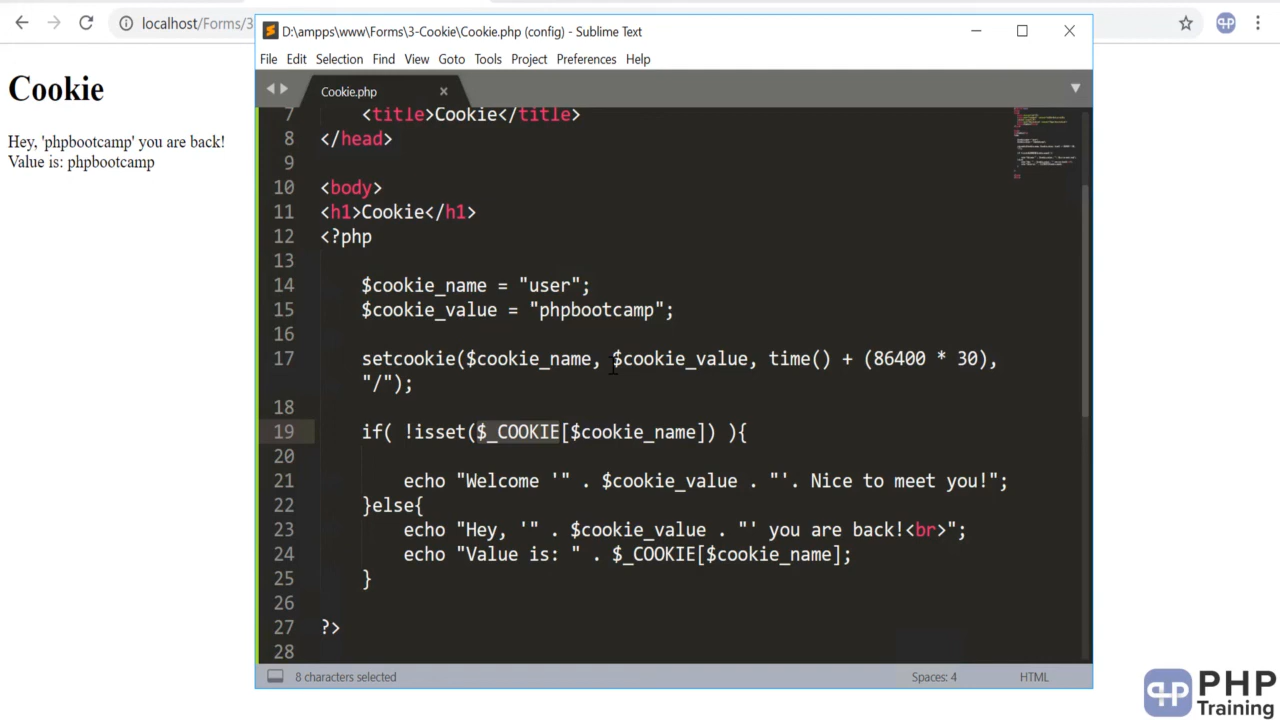 localhost/Forms/3
D:\ampps\www\Forms\3-Cookie\Cookie.php (config) - Sublime Text
File Edit Selection Find View Goto Tools Project Preferences Help
Cookie.php
Cookie
Hey, 'phpbootcamp' you are back!
Value is: phpbootcamp
7 <title>Cookie</title>
8 </head>
9
10 <body>
11 <h1>Cookie</h1>
12 <?php
13
14 $cookie_name = "user";
15 $cookie_value = "phpbootcamp";
16
17 setcookie($cookie_name, $cookie_value, time() + (86400 * 30),
"/");
18
19 if( !isset($_COOKIE[$cookie_name]) ){
20
21 echo "Welcome '" . $cookie_value . "'. Nice to meet you!";
22 }else{
23 echo "Hey, '" . $cookie_value . "' you are back!<br>";
24 echo "Value is: " . $_COOKIE[$cookie_name];
25 }
26
27 ?>
28
8 characters selected
Spaces: 4
HTML
PHP
Training